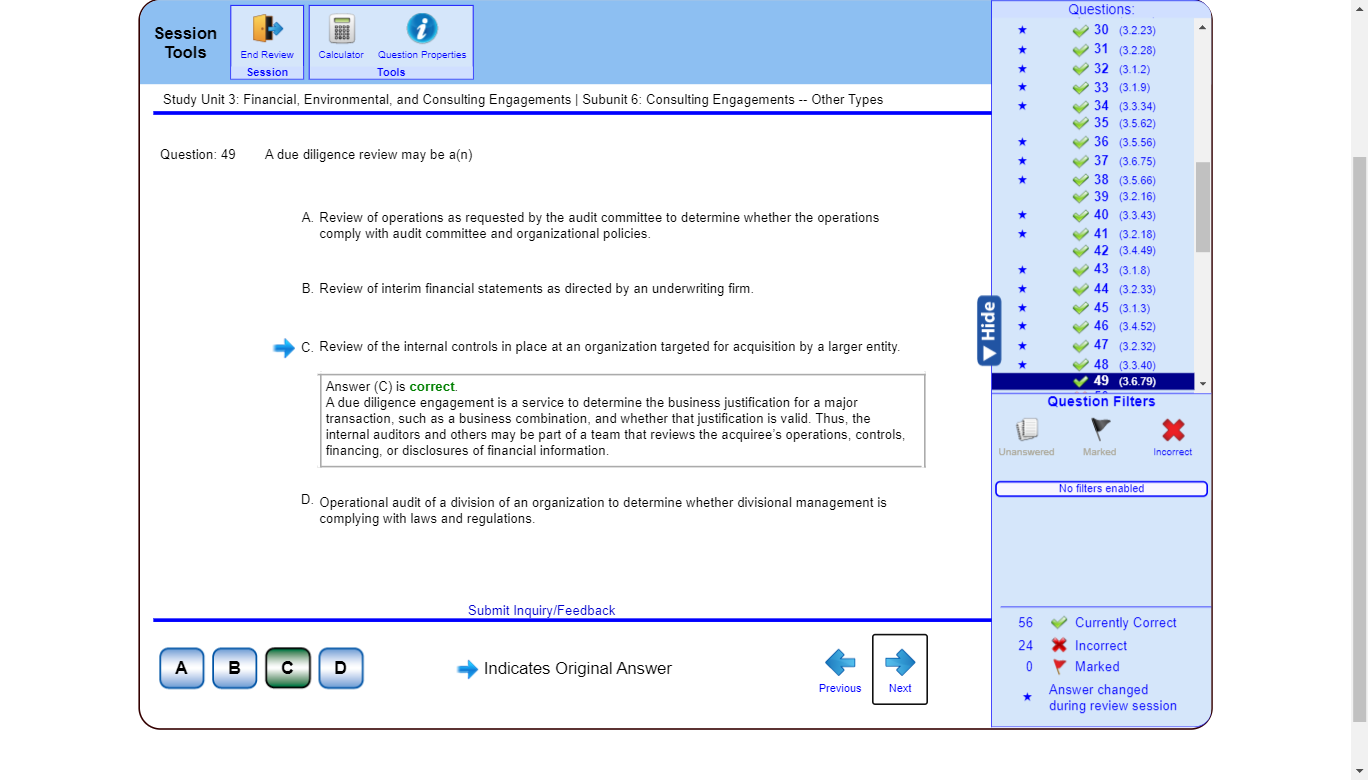 Session
Tools
End Review
Session
Calculator
Question Properties
Tools
Study Unit 3: Financial, Environmental, and Consulting Engagements | Subunit 6: Consulting Engagements -- Other Types
Question: 49
A due diligence review may be a(n)
A. Review of operations as requested by the audit committee to determine whether the operations
comply with audit committee and organizational policies.
B. Review of interim financial statements as directed by an underwriting firm.
C. Review of the internal controls in place at an organization targeted for acquisition by a larger entity.
Answer (C) is correct.
A due diligence engagement is a service to determine the business justification for a major
transaction, such as a business combination, and whether that justification is valid. Thus, the
internal auditors and others may be part of a team that reviews the acquiree's operations, controls,
financing, or disclosures of financial information.
D. Operational audit of a division of an organization to determine whether divisional management is
complying with laws and regulations.
Submit Inquiry/Feedback
A
B
C
D
Indicates Original Answer
Previous
Next
Hide
Questions:
30 (3.2.23)
31 (3.2.28)
32 (3.1.2)
33 (3.1.9)
34 (3.3.34)
35 (3.5.62)
36 (3.5.56)
37 (3.6.75)
38 (3.5.66)
39 (3.2.16)
40 (3.3.43)
41 (3.2.18)
42 (3.4.49)
43 (3.1.8)
44 (3.2.33)
45 (3.1.3)
46 (3.4.52)
47 (3.2.32)
48 (3.3.40)
49 (3.6.79)
Question Filters
Unanswered
Marked
Incorrect
No filters enabled
56 Currently Correct
24 Incorrect
0 Marked
Answer changed
during review session